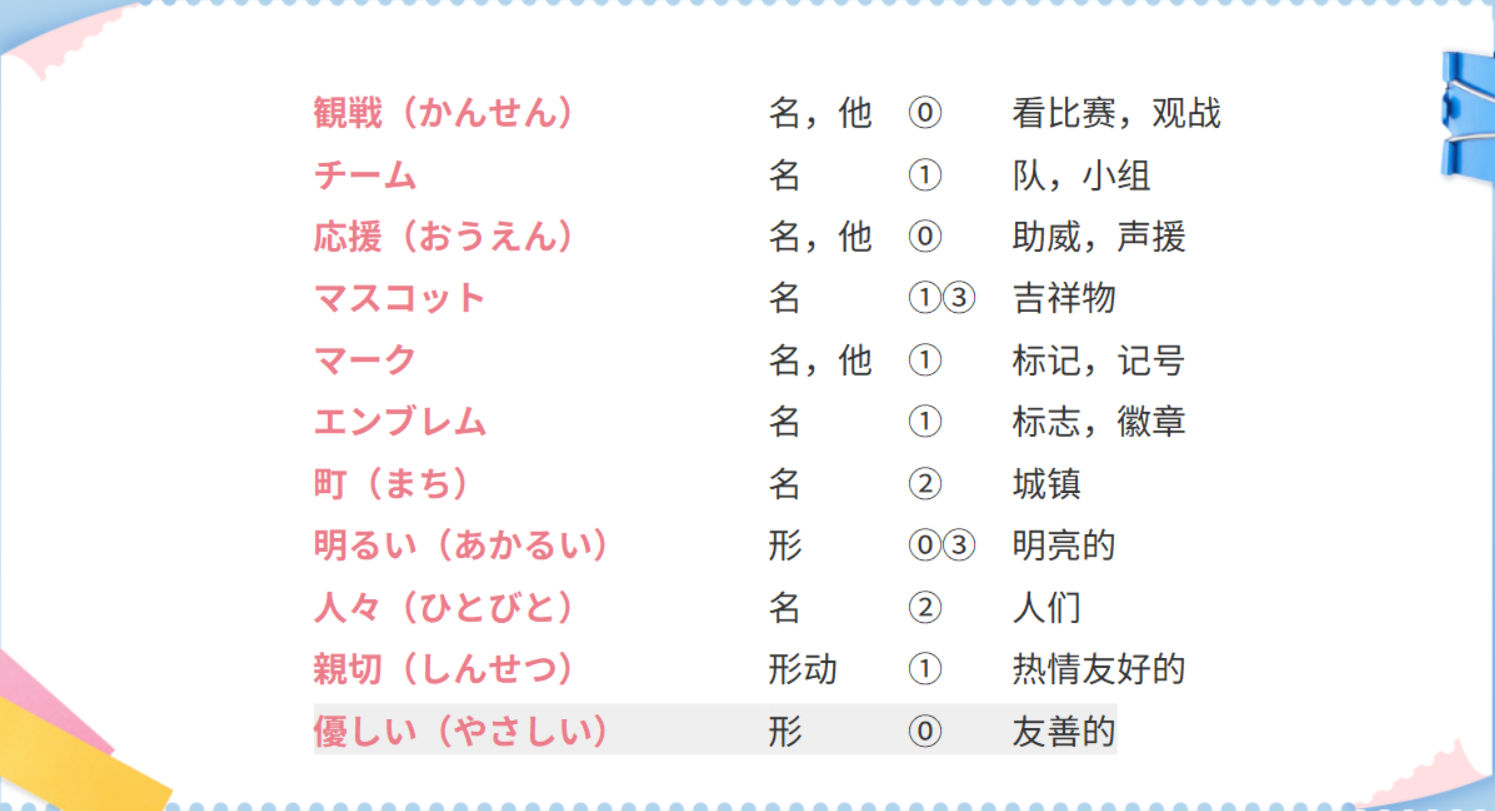 観戦（かんせん） 名，他 ⓪ 看比赛，观战
チーム 名 ① 队，小组
応援（おうえん） 名，他 ⓪ 助威，声援
マスコット 名 ①③ 吉祥物
マーク 名，他 ① 标记，记号
エンブレム 名 ① 标志，徽章
町（まち） 名 ② 城镇
明るい（あかるい） 形 ⓪③ 明亮的
人々（ひとびと） 名 ② 人们
親切（しんせつ） 形动 ① 热情友好的
優しい（やさしい） 形 ⓪ 友善的